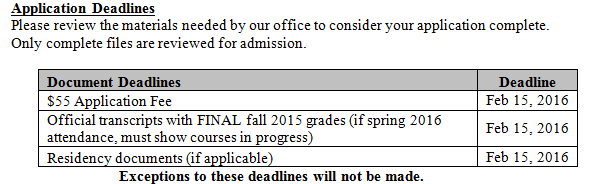 Application Deadlines
Please review the materials needed by our office to consider your application complete.
Only complete files are reviewed for admission.
Document Deadlines Deadline
$55 Application Fee Feb 15, 2016
Official transcripts with FINAL fall 2015 grades (if spring 2016
attendance, must show courses in progress) Feb 15, 2016
Residency documents (if applicable) Feb 15, 2016
Exceptions to these deadlines will not be made.